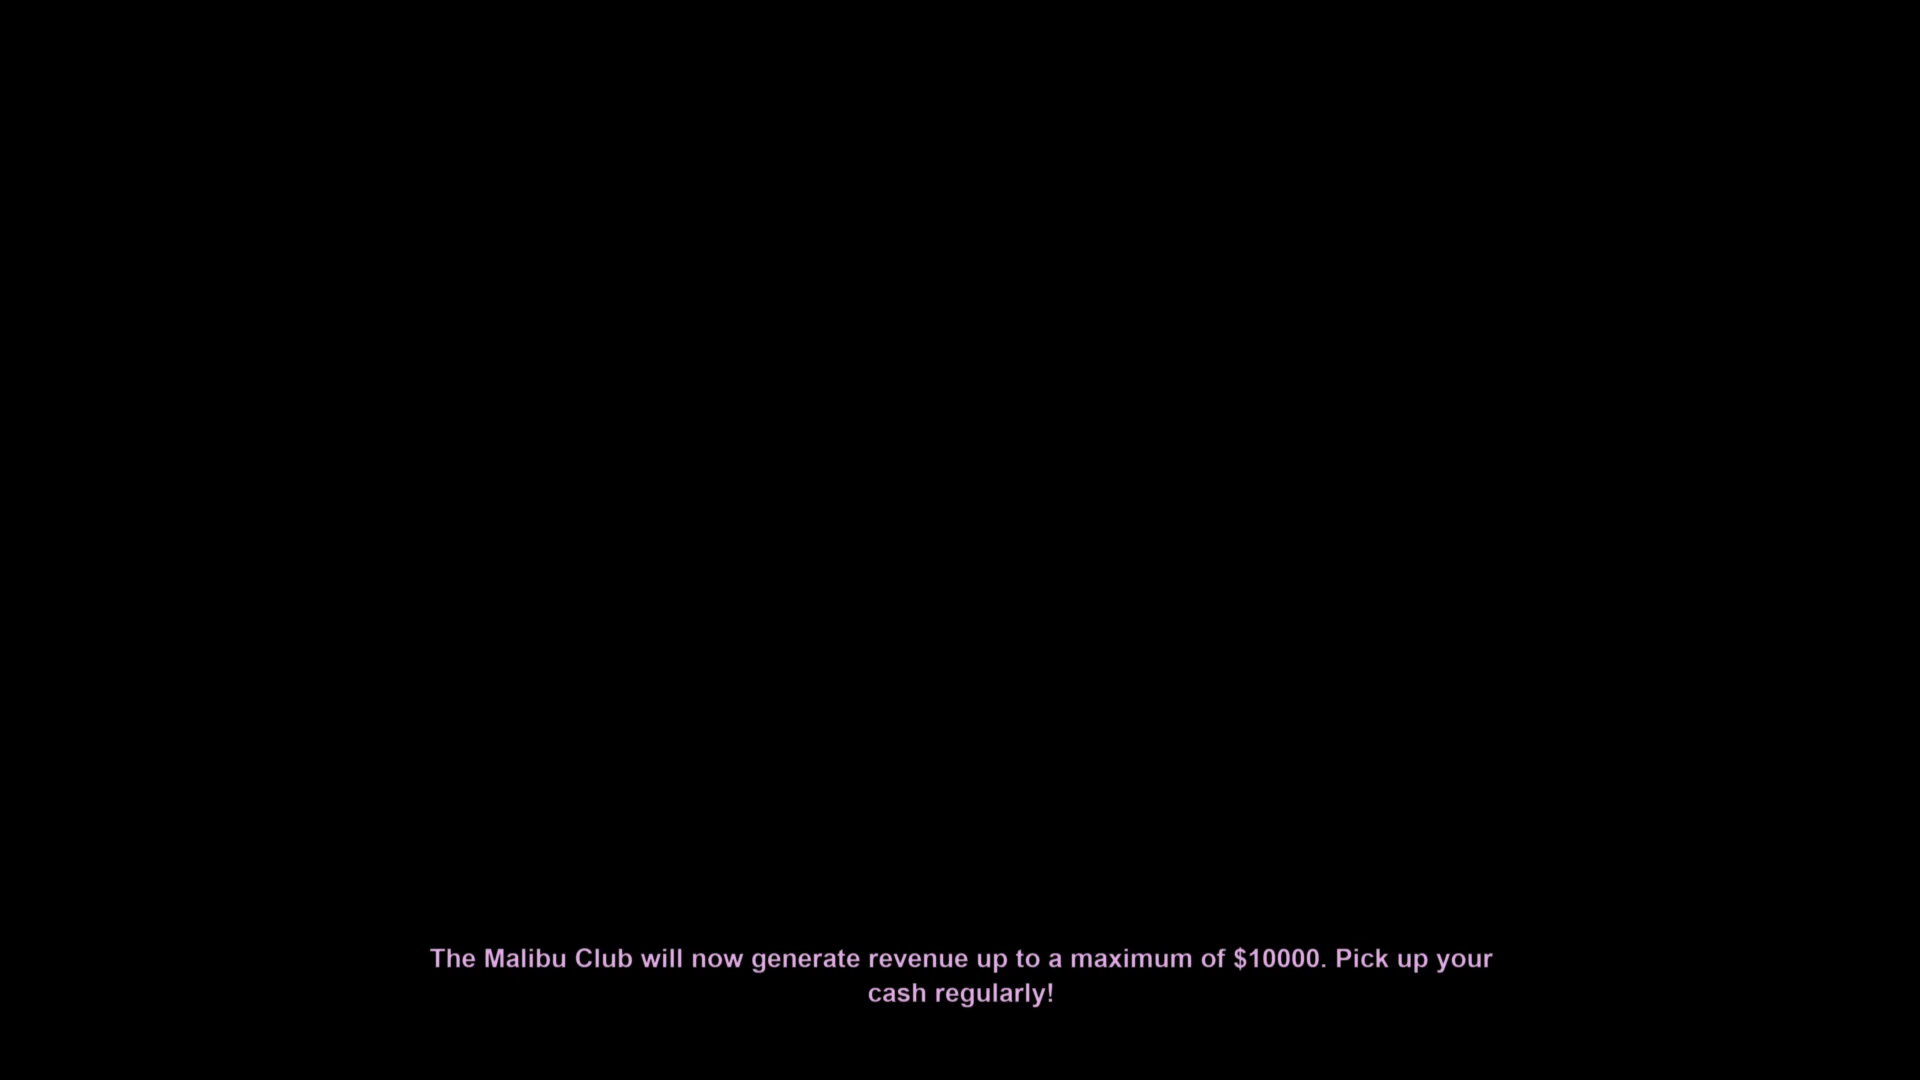 The Malibu Club will now generate revenue up to a maximum of $10000. Pick up your
cash regularly!